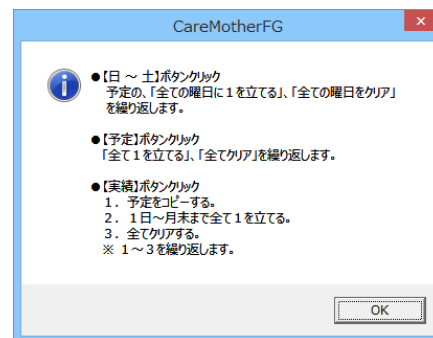 CareMotherFG
●【日 ～ 土】ボタンクリック
予定の、「全ての曜日に１を立てる」、「全ての曜日をクリア」
を繰り返します。
●【予定】ボタンクリック
「全て１を立てる」、「全てクリア」を繰り返します。
●【実績】ボタンクリック
１．予定をコピーする。
２．１日～月末まで全て１を立てる。
３．全てクリアする。
※ １～３を繰り返します。
OK